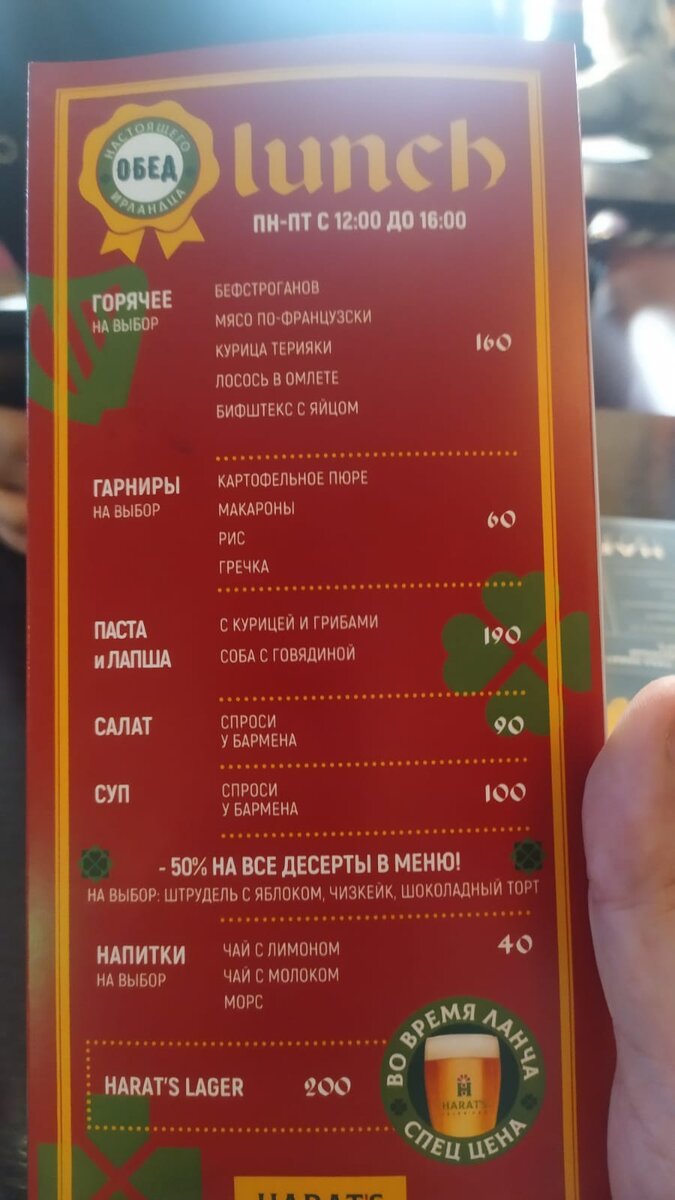 НАСТОЯЩЕГО
ОБЕД
ИРЛАНДЦА
lunch
ПН-ПТ С 12:00 ДО 16:00
ГОРЯЧЕЕ
НА ВЫБОР
БЕФСТРОГАНОВ
МЯСО ПО-ФРАНЦУЗСКИ
КУРИЦА ТЕРИЯКИ
ЛОСОСЬ В ОМЛЕТЕ
БИФШТЕКС С ЯЙЦОМ
160
ГАРНИРЫ
НА ВЫБОР
КАРТОФЕЛЬНОЕ ПЮРЕ
МАКАРОНЫ
РИС
ГРЕЧКА
60
ПАСТА
И ЛАПША
С КУРИЦЕЙ И ГРИБАМИ
СОБА С ГОВЯДИНОЙ
190
САЛАТ
СПРОСИ
У БАРМЕНА
90
СУП
СПРОСИ
У БАРМЕНА
100
- 50% НА ВСЕ ДЕСЕРТЫ В МЕНЮ!
НА ВЫБОР: ШТРУДЕЛЬ С ЯБЛОКОМ, ЧИЗКЕЙК, ШОКОЛАДНЫЙ ТОРТ
НАПИТКИ
НА ВЫБОР
ЧАЙ С ЛИМОНОМ
ЧАЙ С МОЛОКОМ
МОРС
40
HARAT'S LAGER 200
ВО ВРЕМЯ ЛАНЧА
HARAT'S
СПЕЦ ЦЕНА
HARAT'S